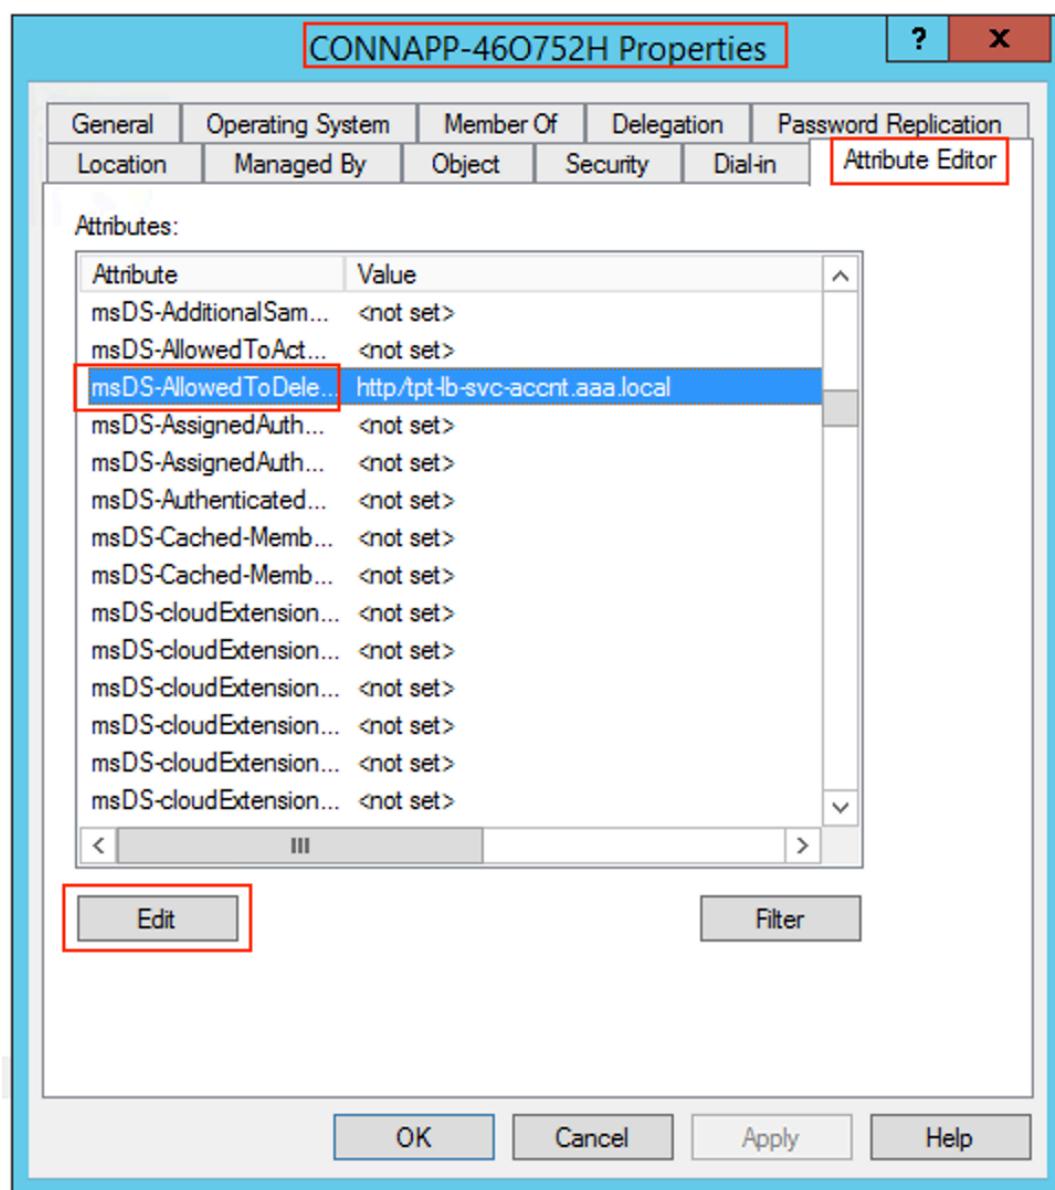 CONNAPP-46O752H Properties
? x
General Operating System Member Of Delegation Password Replication
Location Managed By Object Security Dial-in Attribute Editor
Attributes:
Attribute Value
msDS-AdditionalSam... <not set>
msDS-AllowedToAct... <not set>
msDS-AllowedToDele... http/tpt-lb-svc-accnt.aaa.local
msDS-AssignedAuth... <not set>
msDS-AssignedAuth... <not set>
msDS-Authenticated... <not set>
msDS-Cached-Memb... <not set>
msDS-Cached-Memb... <not set>
msDS-cloudExtension... <not set>
msDS-cloudExtension... <not set>
msDS-cloudExtension... <not set>
msDS-cloudExtension... <not set>
msDS-cloudExtension... <not set>
msDS-cloudExtension... <not set>
Edit Filter
OK Cancel Apply Help